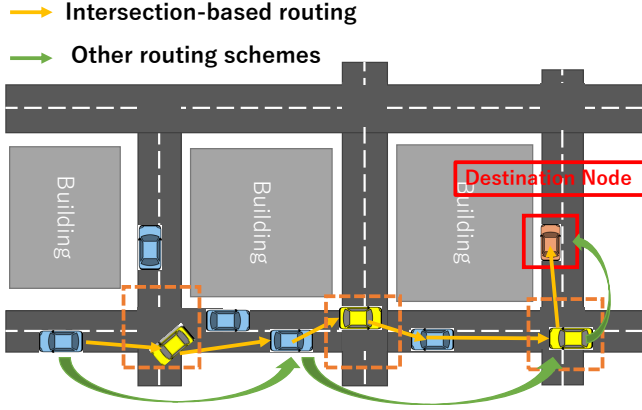 Intersection-based routing
Other routing schemes
Building
Building
Building
Destination Node